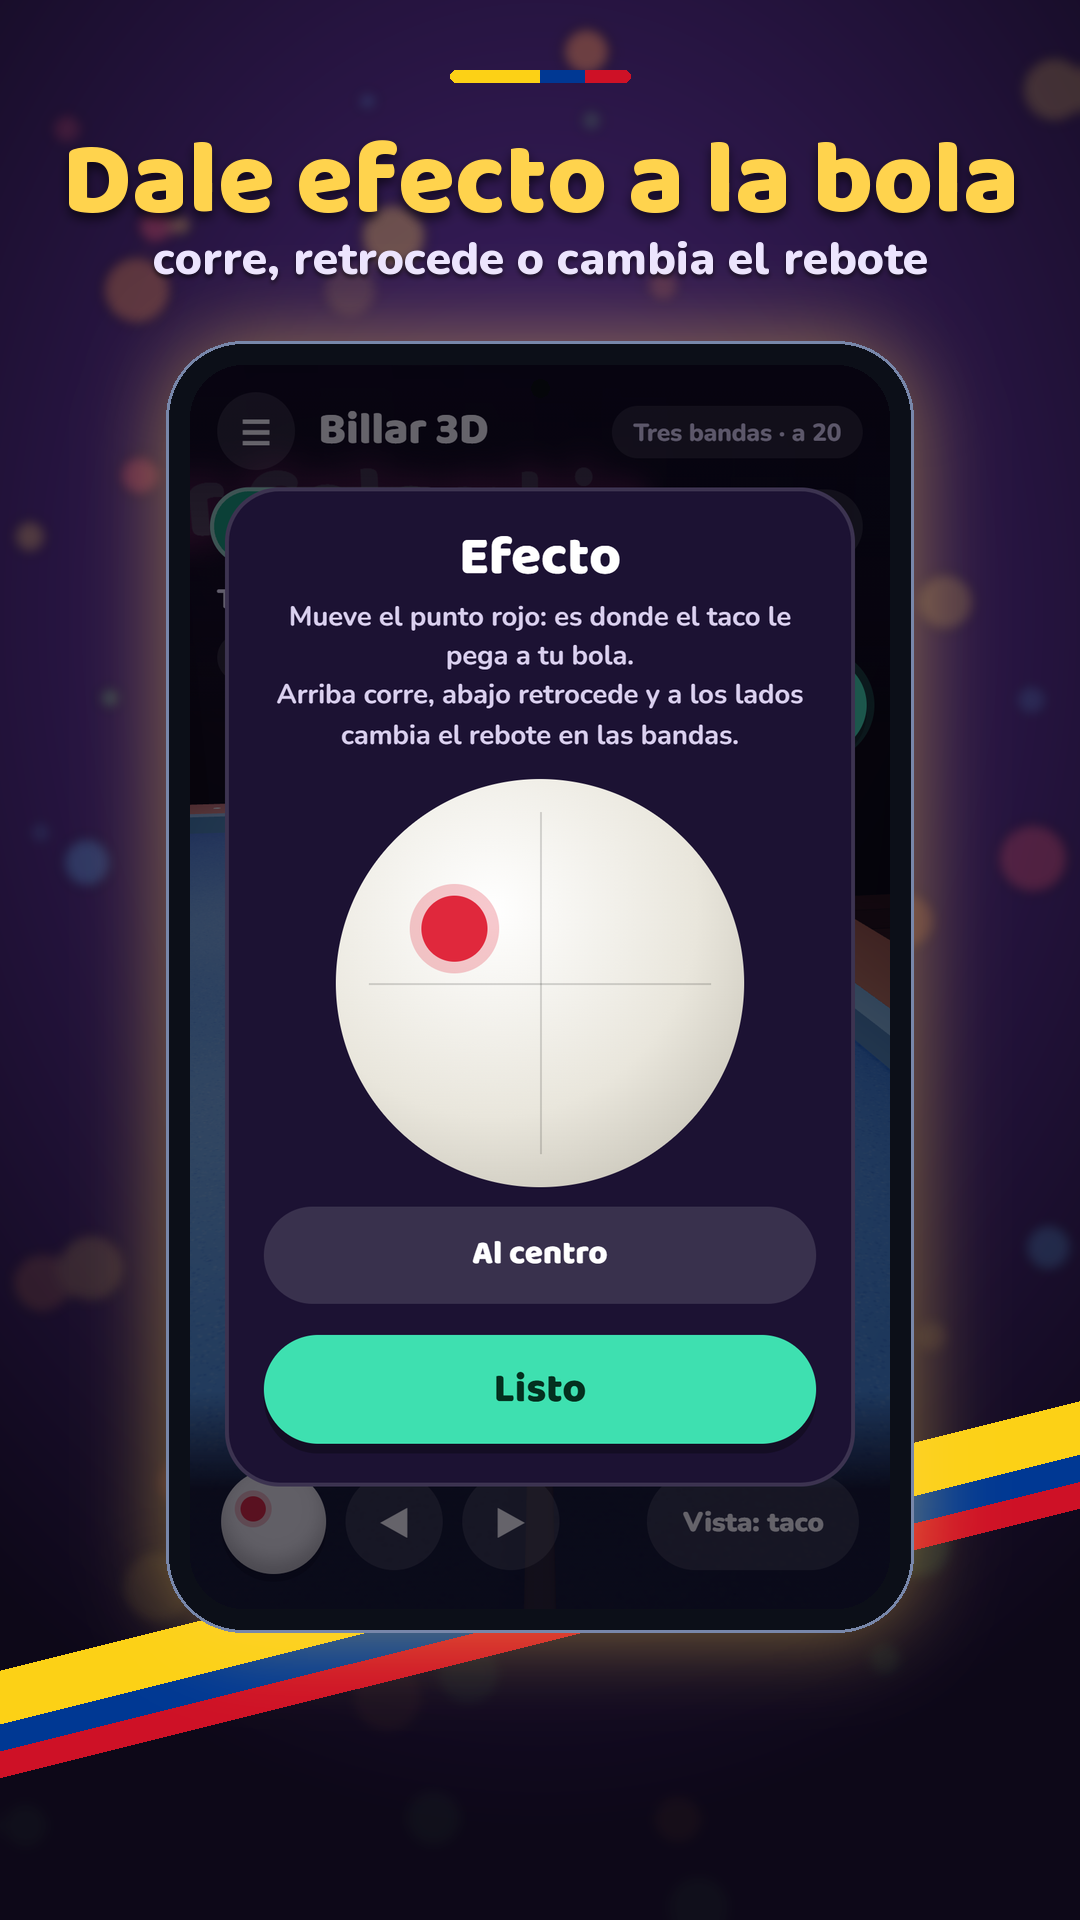 Dale efecto a la bola
corre, retrocede o cambia el rebote
Billar 3D
Tres bandas · a 20
Efecto
Mueve el punto rojo: es donde el taco le
pega a tu bola.
Arriba corre, abajo retrocede y a los lados
cambia el rebote en las bandas.
Al centro
Listo
Vista: taco